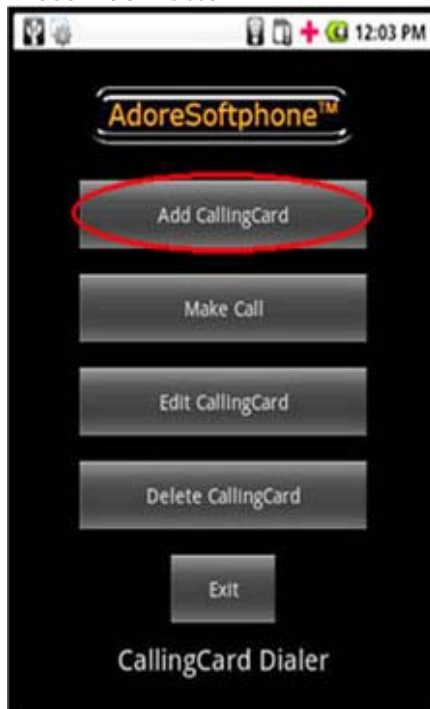 12:03 PM
AdoreSoftphone™
Add CallingCard
Make Call
Edit CallingCard
Delete CallingCard
Exit
CallingCard Dialer